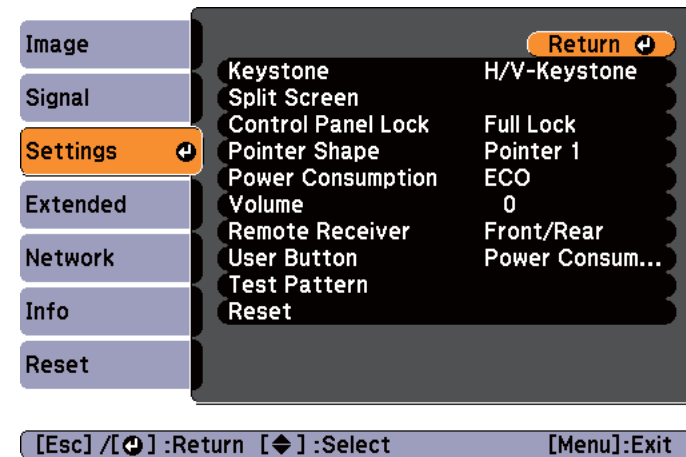 Image
Signal
Settings
Extended
Network
Info
Reset
Return
Keystone H/V-Keystone
Split Screen
Control Panel Lock Full Lock
Pointer Shape Pointer 1
Power Consumption ECO
Volume 0
Remote Receiver Front/Rear
User Button Power Consum...
Test Pattern
Reset
[Esc] /[ ] :Return [ ] :Select [Menu]:Exit